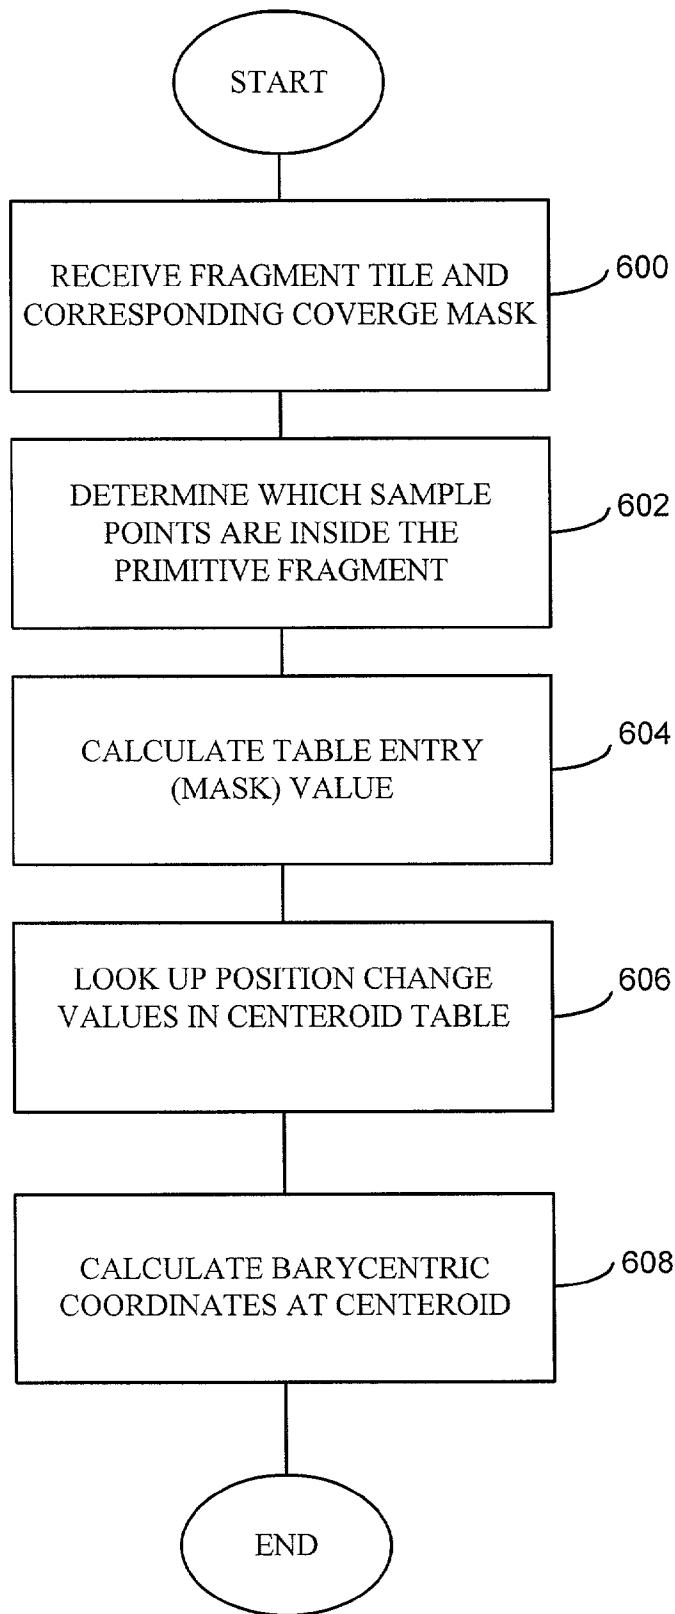 START
RECEIVE FRAGMENT TILE AND
CORRESPONDING COVERGE MASK
600
DETERMINE WHICH SAMPLE
POINTS ARE INSIDE THE
PRIMITIVE FRAGMENT
602
CALCULATE TABLE ENTRY
(MASK) VALUE
604
LOOK UP POSITION CHANGE
VALUES IN CENTEROID TABLE
606
CALCULATE BARYCENTRIC
COORDINATES AT CENTEROID
608
END